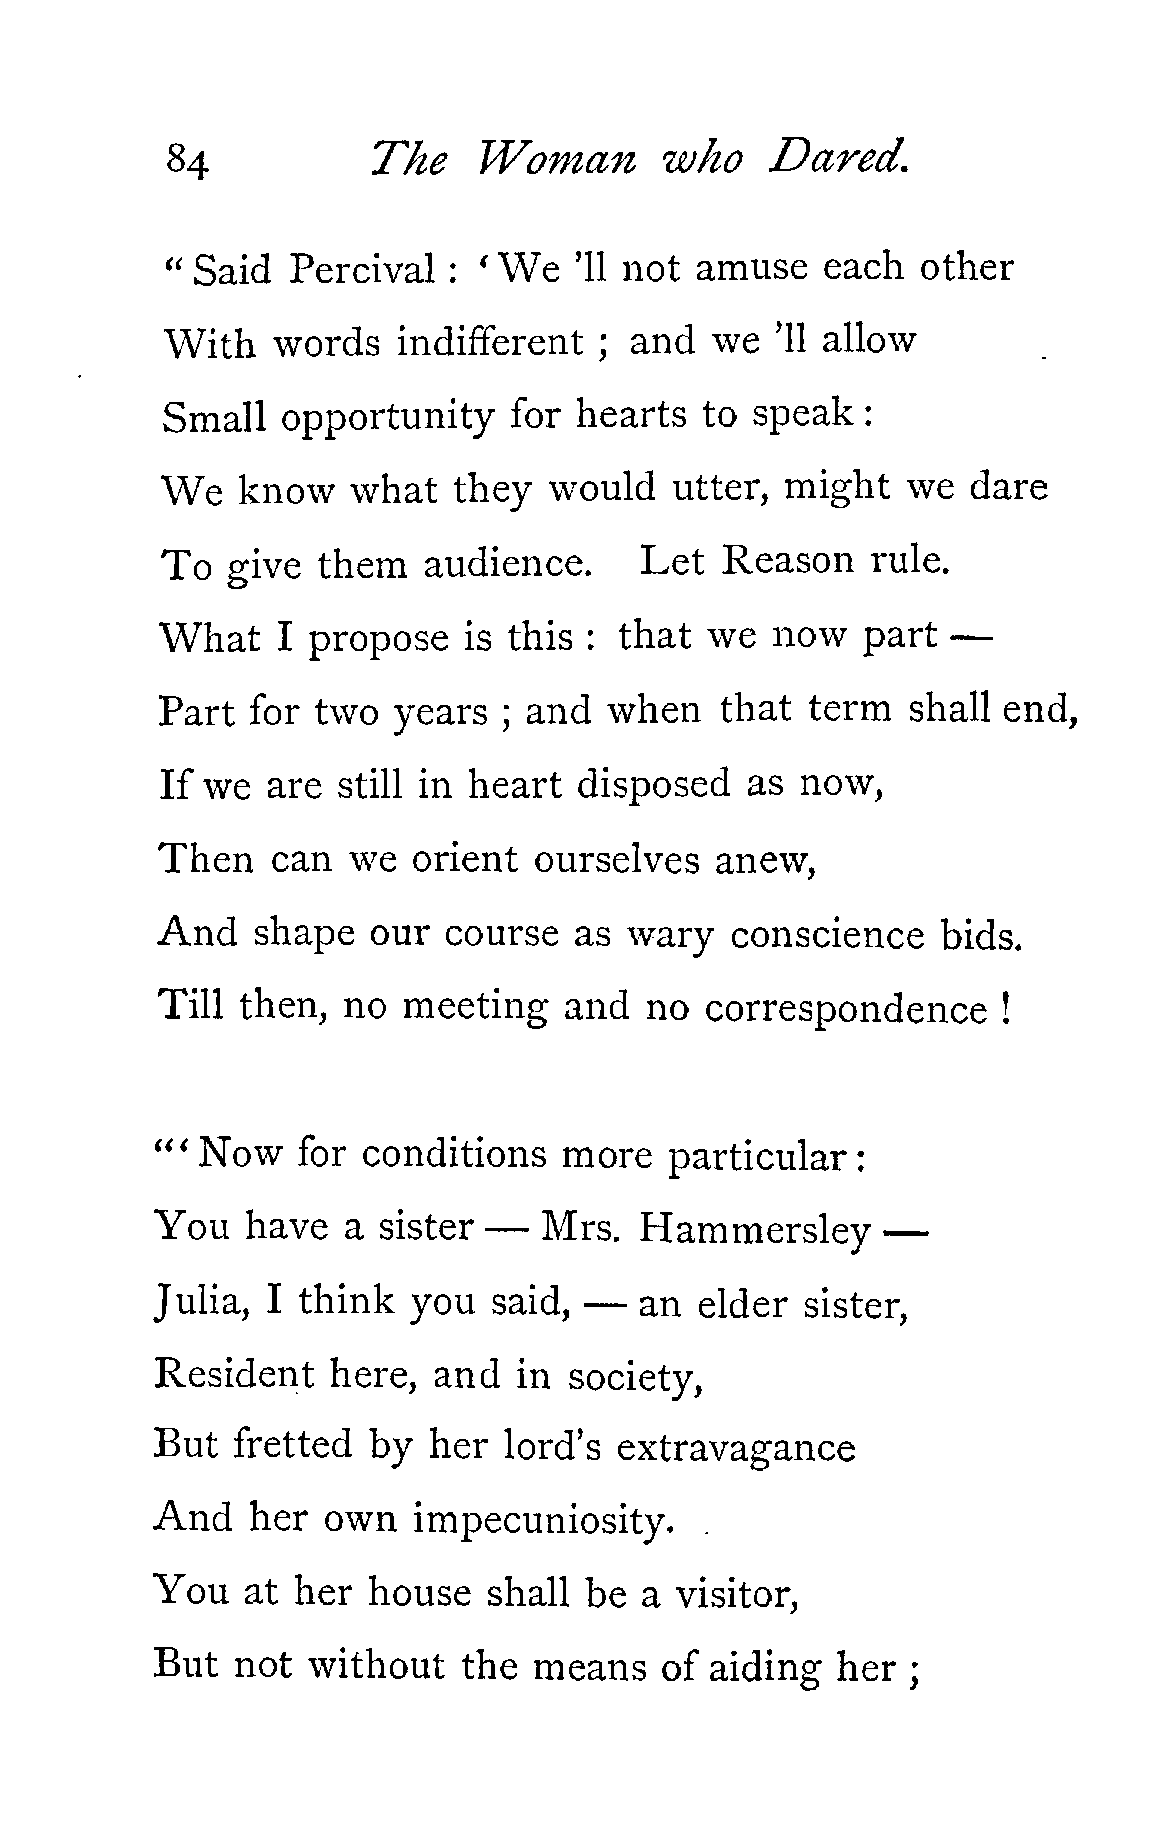 84 The Woman who Dared.
“ Said Percival : ‘ We ’ll not amuse each other
With words indifferent ; and we ’ll allow
Small opportunity for hearts to speak :
We know what they would utter, might we dare
To give them audience. Let Reason rule.
What I propose is this : that we now part —
Part for two years ; and when that term shall end,
If we are still in heart disposed as now,
Then can we orient ourselves anew,
And shape our course as wary conscience bids.
Till then, no meeting and no correspondence !
“‘ Now for conditions more particular :
You have a sister — Mrs. Hammersley —
Julia, I think you said, — an elder sister,
Resident here, and in society,
But fretted by her lord’s extravagance
And her own impecuniosity.
You at her house shall be a visitor,
But not without the means of aiding her ;